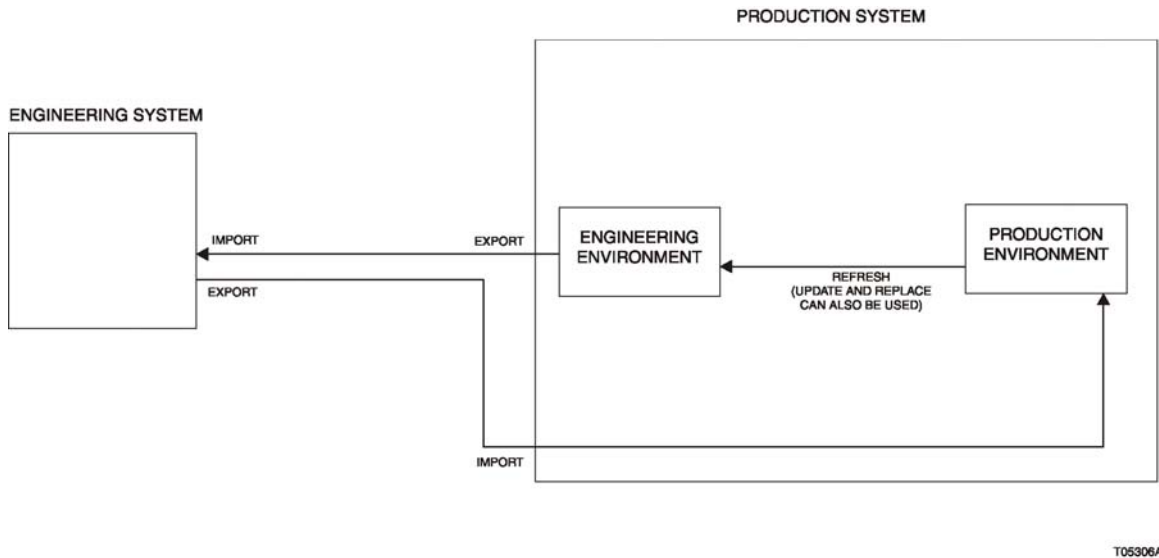 PRODUCTION SYSTEM
ENGINEERING SYSTEM
IMPORT
EXPORT
ENGINEERING
ENVIRONMENT
PRODUCTION
ENVIRONMENT
EXPORT
REFRESH
(UPDATE AND REPLACE
CAN ALSO BE USED)
IMPORT
T05306A